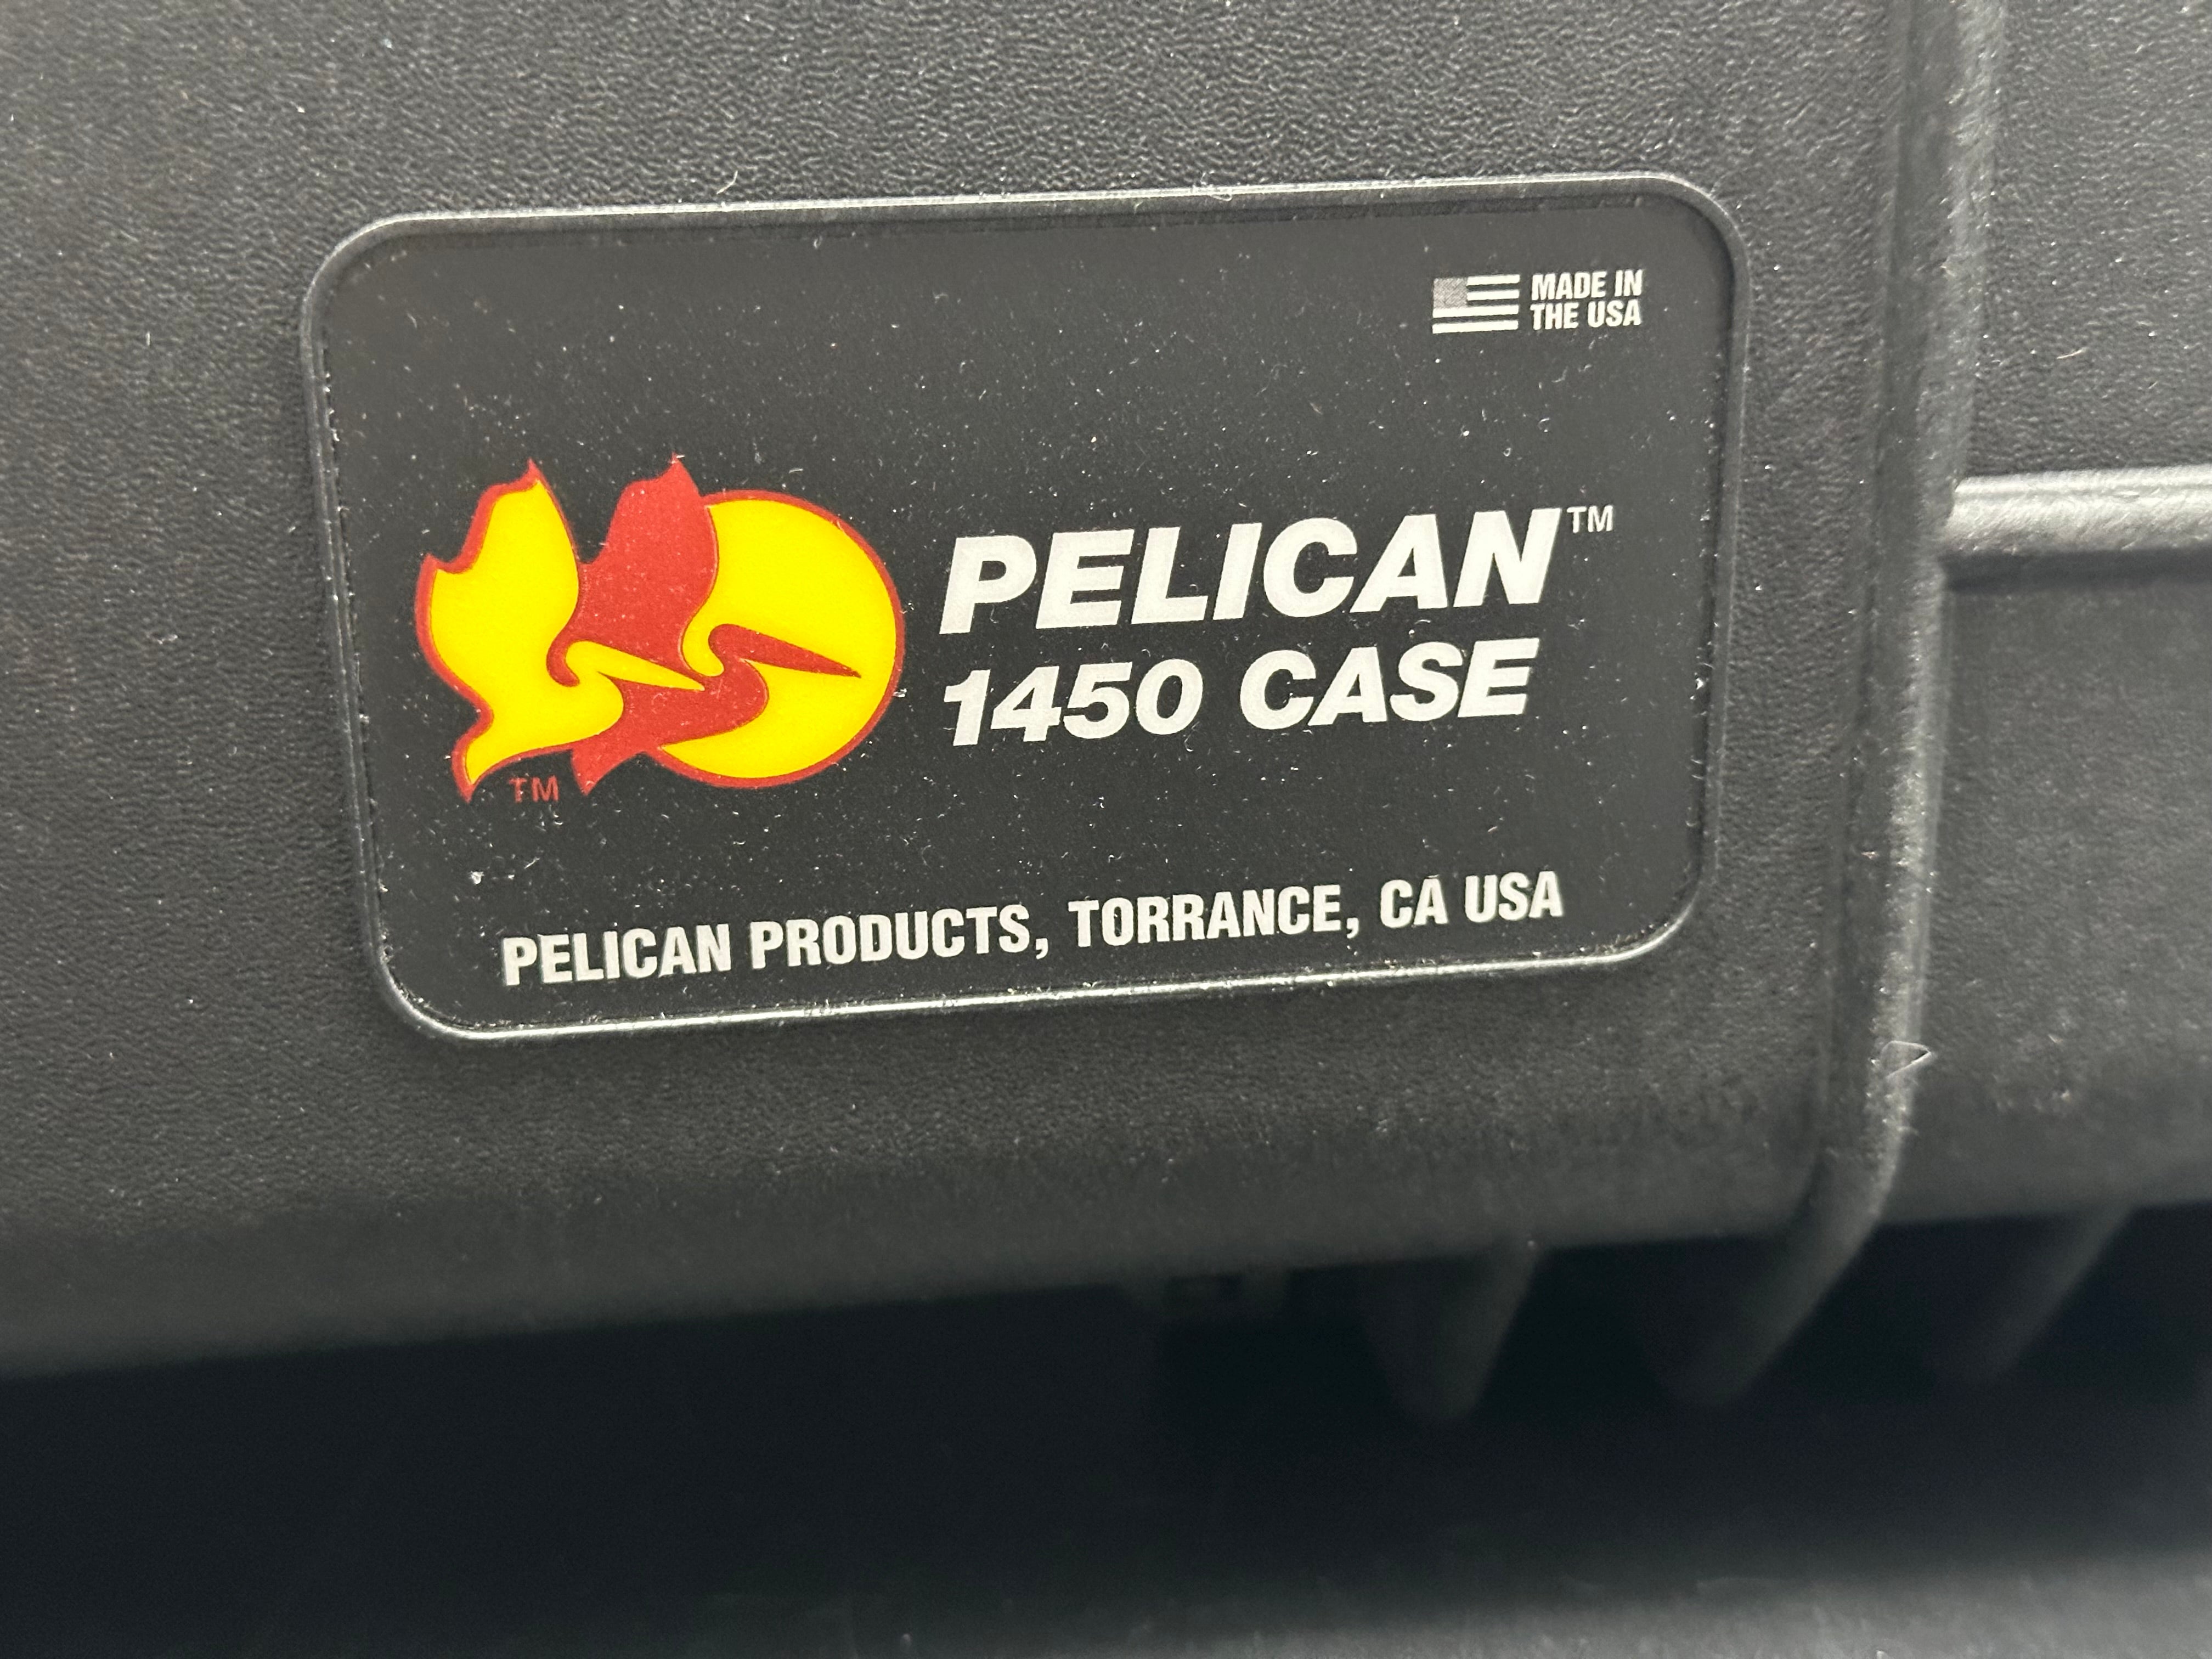 MADE IN
THE USA
PELICAN™
1450 CASE
TM
PELICAN PRODUCTS, TORRANCE, CA USA